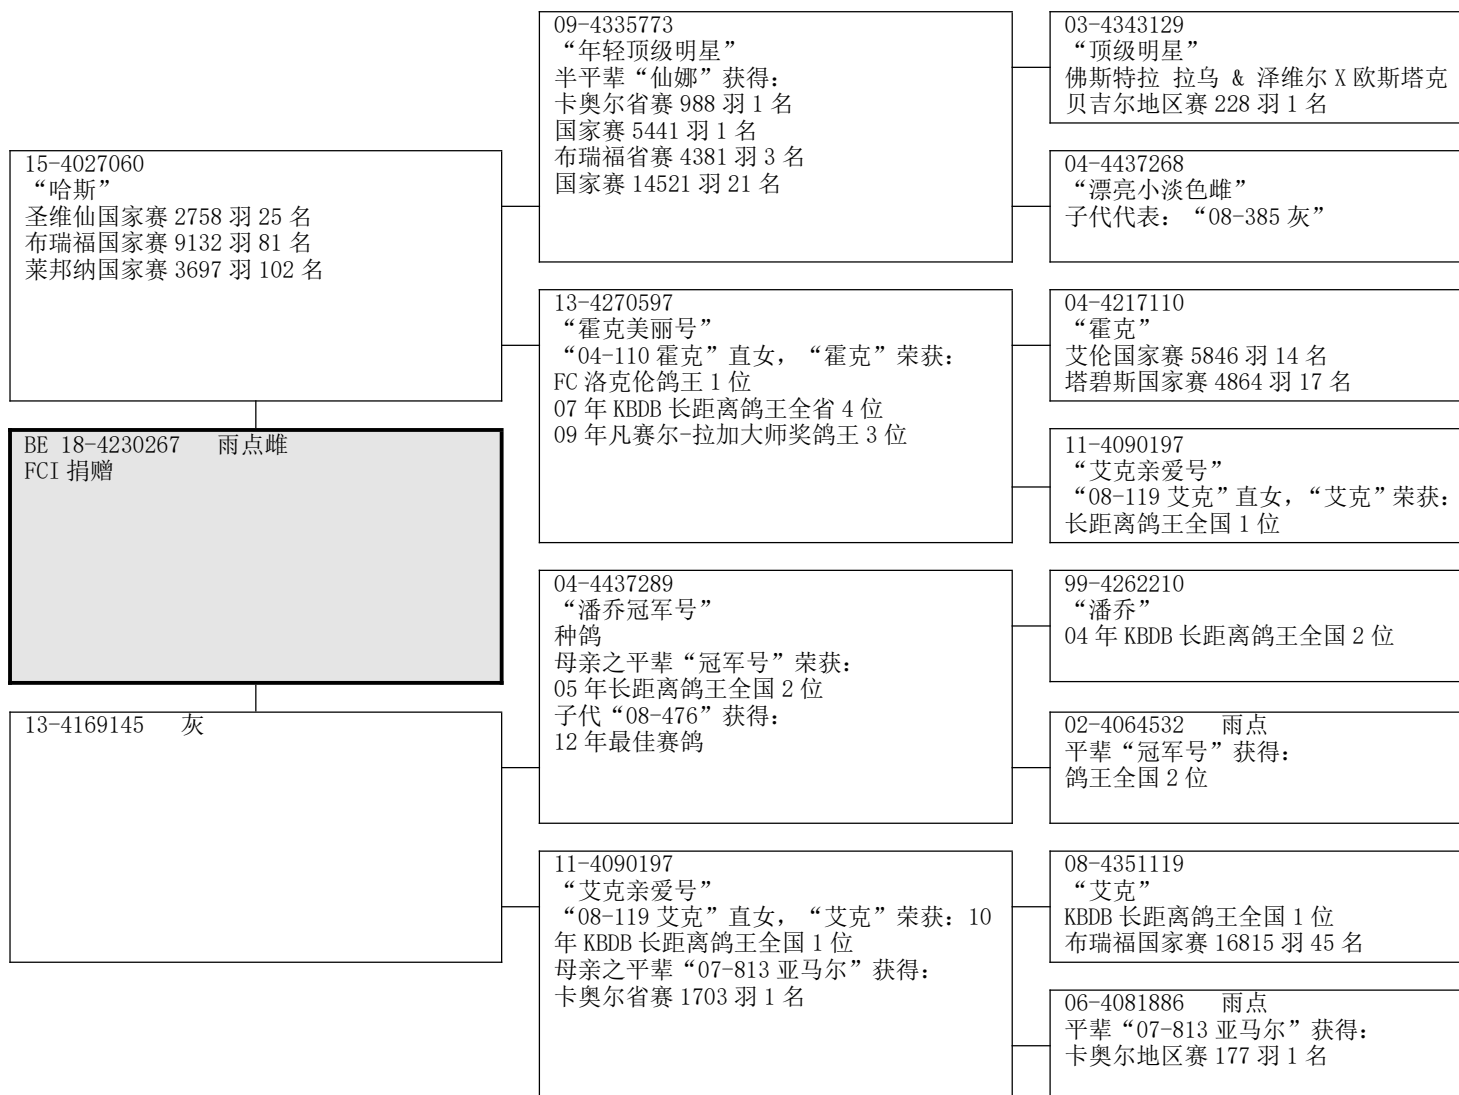 15-4027060
“哈斯”
圣维仙国家赛 2758 羽 25 名
布瑞福国家赛 9132 羽 81 名
莱邦纳国家赛 3697 羽 102 名
BE 18-4230267 雨点雌
FCI 捐赠
13-4169145 灰
09-4335773
“年轻顶级明星”
半平辈“仙娜”获得：
卡奥尔省赛 988 羽 1 名
国家赛 5441 羽 1 名
布瑞福省赛 4381 羽 3 名
国家赛 14521 羽 21 名
13-4270597
“霍克美丽号”
“04-110 霍克”直女，“霍克”荣获：
FC 洛克伦鸽王 1 位
07 年 KBDB 长距离鸽王全省 4 位
09 年凡赛尔-拉加大师奖鸽王 3 位
04-4437289
“潘乔冠军号”
种鸽
母亲之平辈“冠军号”荣获：
05 年长距离鸽王全国 2 位
子代“08-476”获得：
12 年最佳赛鸽
11-4090197
“艾克亲爱号”
“08-119 艾克”直女，“艾克”荣获：10
年 KBDB 长距离鸽王全国 1 位
母亲之平辈“07-813 亚马尔”获得：
卡奥尔省赛 1703 羽 1 名
03-4343129
“顶级明星”
佛斯特拉 拉乌 & 泽维尔 X 欧斯塔克
贝吉尔地区赛 228 羽 1 名
04-4437268
“漂亮小淡色雌”
子代代表：“08-385 灰”
04-4217110
“霍克”
艾伦国家赛 5846 羽 14 名
塔碧斯国家赛 4864 羽 17 名
11-4090197
“艾克亲爱号”
“08-119 艾克”直女，“艾克”荣获：
长距离鸽王全国 1 位
99-4262210
“潘乔”
04 年 KBDB 长距离鸽王全国 2 位
02-4064532 雨点
平辈“冠军号”获得：
鸽王全国 2 位
08-4351119
“艾克”
KBDB 长距离鸽王全国 1 位
布瑞福国家赛 16815 羽 45 名
06-4081886 雨点
平辈“07-813 亚马尔”获得：
卡奥尔地区赛 177 羽 1 名